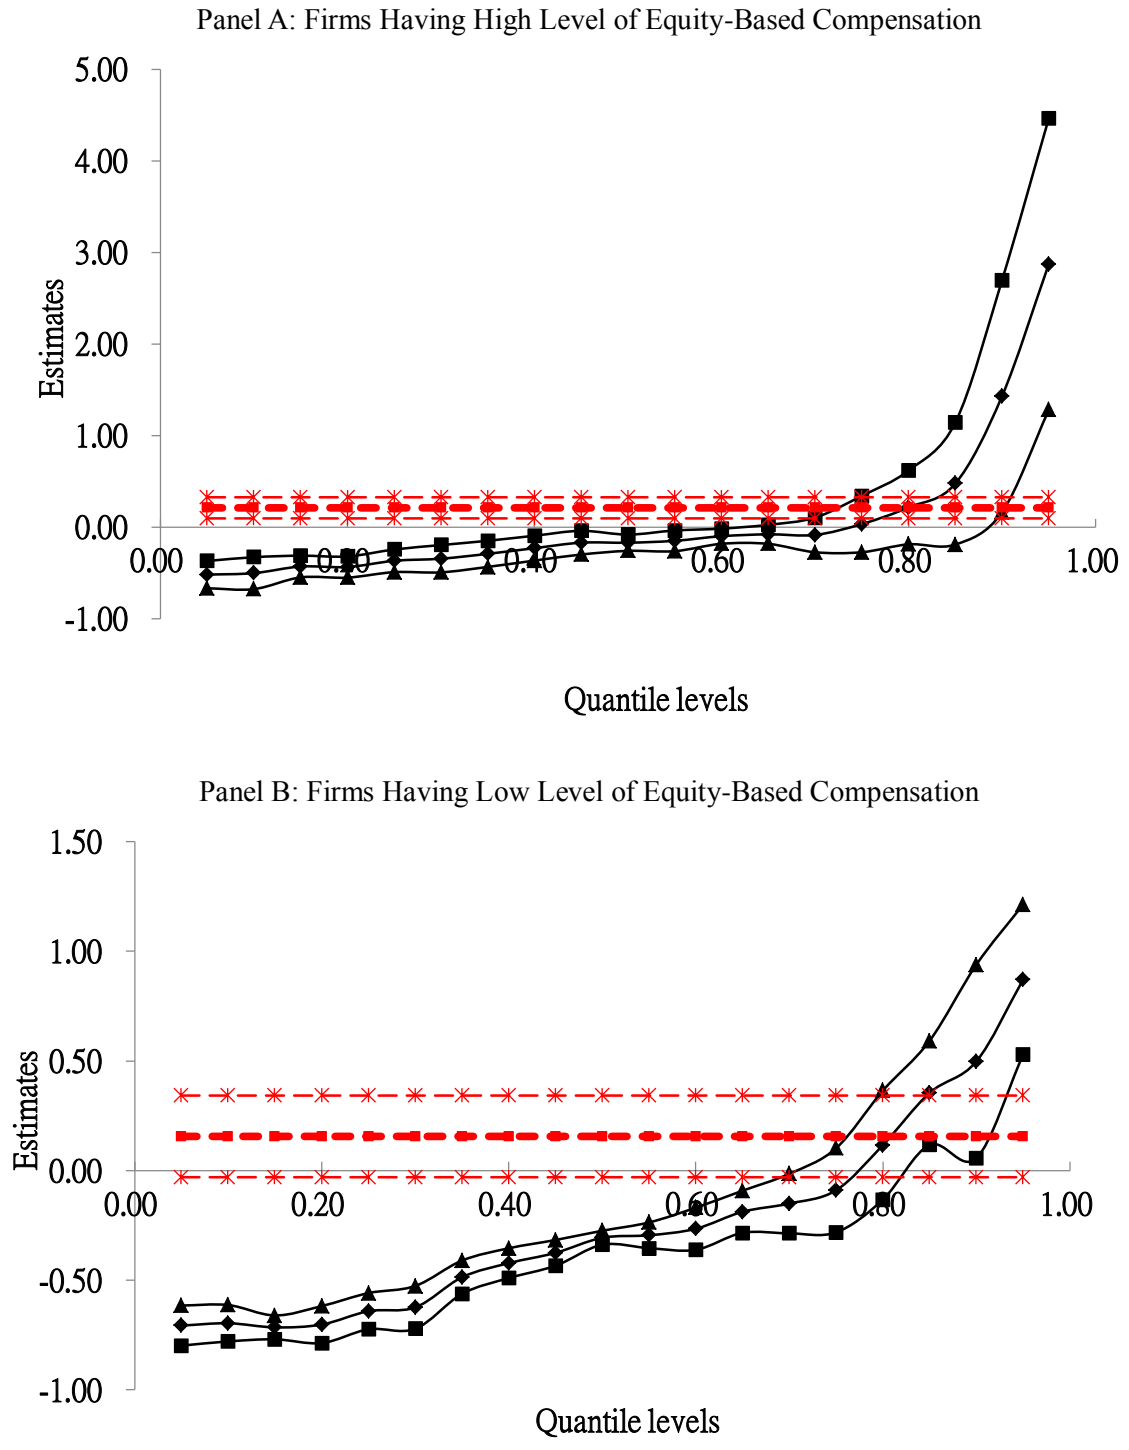 Panel A: Firms Having High Level of Equity-Based Compensation
5.00
4.00
3.00
2.00
1.00
0.00
-1.00
0.00 0.20 0.40 0.60 0.80 1.00
Estimates
Quantile levels
Panel B: Firms Having Low Level of Equity-Based Compensation
1.50
1.00
0.50
0.00
-0.50
-1.00
0.00 0.20 0.40 0.60 0.80 1.00
Estimates
Quantile levels